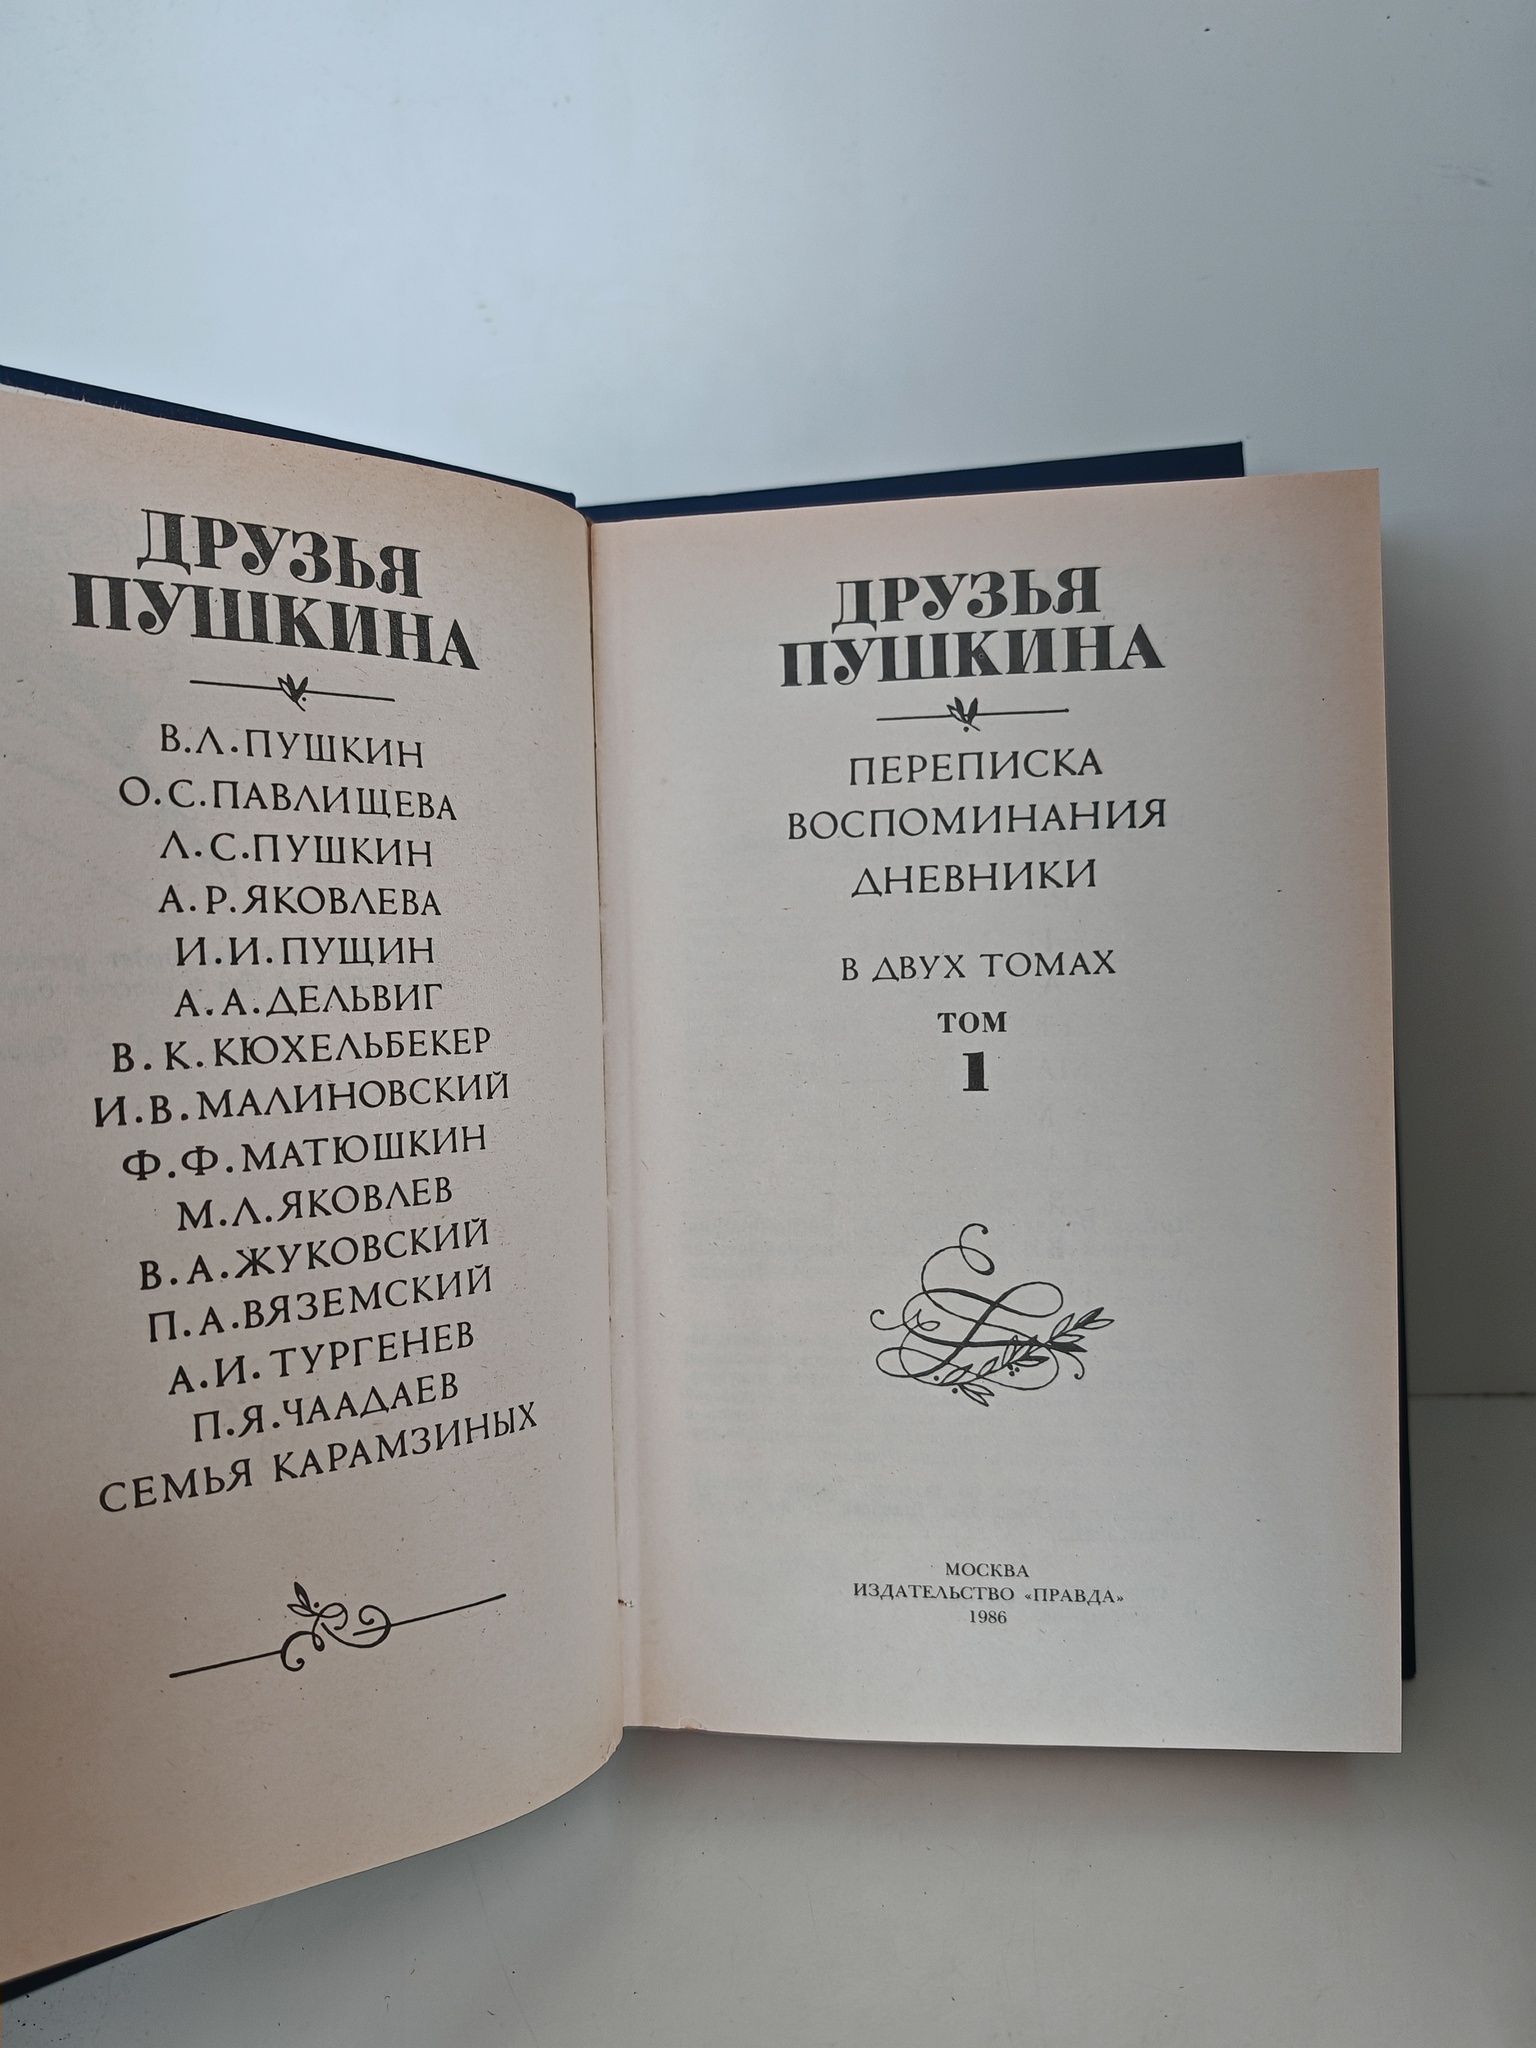 ДРУЗЬЯ
ПУШКИНА
В.Л.ПУШКИН
О.С.ПАВЛИЩЕВА
Л.С.ПУШКИН
А.Р.ЯКОВЛЕВА
И.И.ПУЩИН
А.А.ДЕЛЬВИГ
В.К.КЮХЕЛЬБЕКЕР
И.В.МАЛИНОВСКИЙ
Ф.Ф.МАТЮШКИН
М.Л.ЯКОВЛЕВ
В.А.ЖУКОВСКИЙ
П.А.ВЯЗЕМСКИЙ
А.И.ТУРГЕНЕВ
П.Я.ЧААДАЕВ
СЕМЬЯ КАРАМЗИНЫХ
ДРУЗЬЯ
ПУШКИНА
ПЕРЕПИСКА
ВОСПОМИНАНИЯ
ДНЕВНИКИ
В ДВУХ ТОМАХ
ТОМ
1
МОСКВА
ИЗДАТЕЛЬСТВО «ПРАВДА»
1986